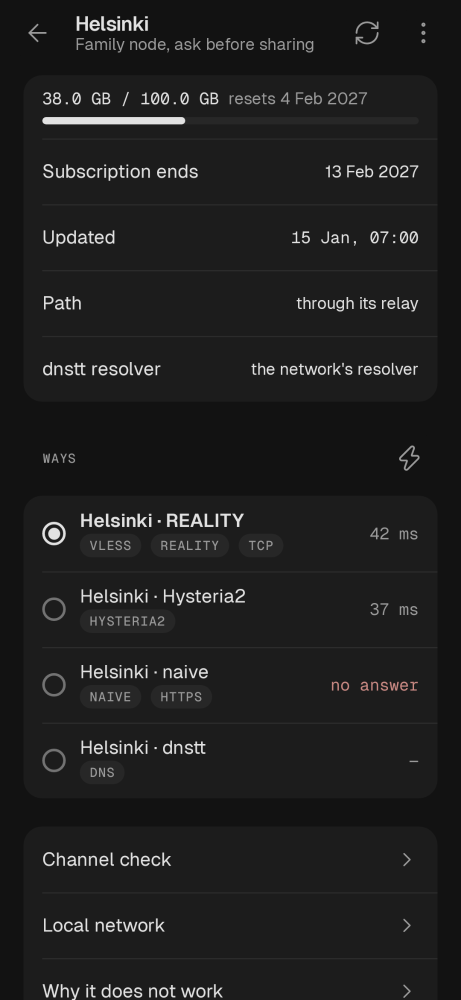 Helsinki
Family node, ask before sharing
38.0 GB / 100.0 GB resets 4 Feb 2027
Subscription ends 13 Feb 2027
Updated 15 Jan, 07:00
Path through its relay
dnstt resolver the network's resolver
WAYS
Helsinki · REALITY
VLESS REALITY TCP 42 ms
Helsinki · Hysteria2
HYSTERIA2 37 ms
Helsinki · naive
NAIVE HTTPS no answer
Helsinki · dnstt
DNS –
Channel check
Local network
Why it does not work